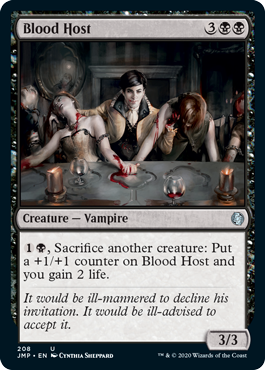 Blood Host 3
Creature — Vampire
1, Sacrifice another creature: Put
a +1/+1 counter on Blood Host and
you gain 2 life.
It would be ill-mannered to decline his
invitation. It would be ill-advised to
accept it.
3/3
208 U
JMP • EN Cynthia Sheppard ™ & © 2020 Wizards of the Coast